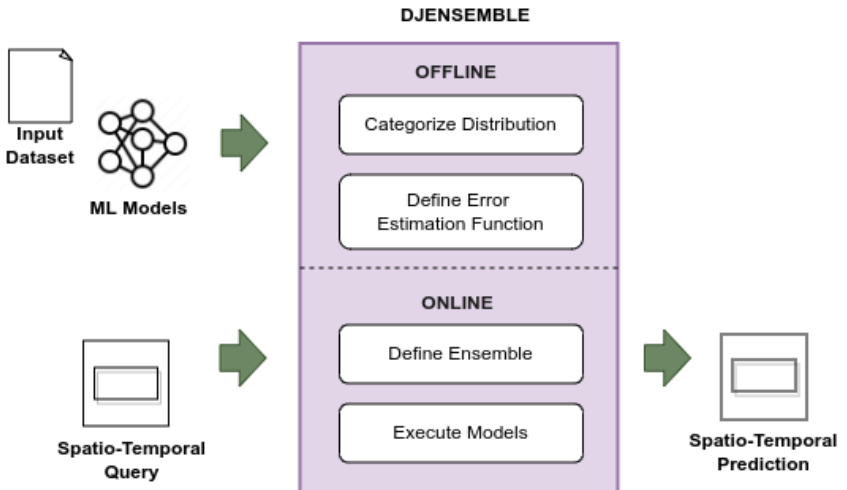 DJENSEMBLE
OFFLINE
Input
Dataset
ML Models
Categorize Distribution
Define Error
Estimation Function
ONLINE
Define Ensemble
Execute Models
Spatio-Temporal
Query
Spatio-Temporal
Prediction